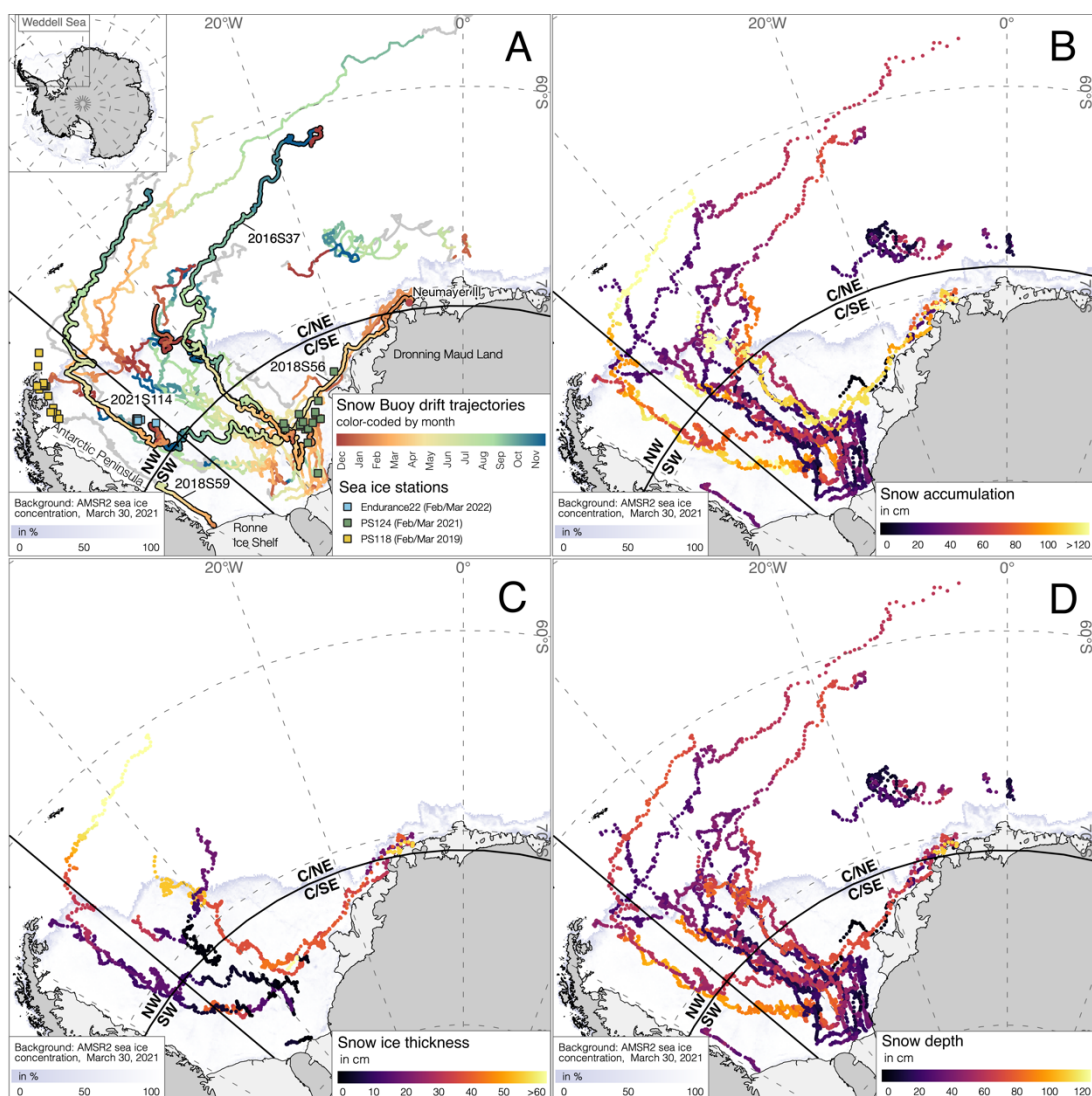 Weddell Sea
20°W
0°
A
60°S
70°S
2016S37
Neumayer III
C/NE
C/SE
Dronning Maud Land
2018S56
2021S114
Antarctic Peninsula
NW
SW
2018S59
Ronne
Ice Shelf
Snow Buoy drift trajectories
color-coded by month
Dec
Jan
Feb
Mar
Apr
May
Jun
Jul
Aug
Sep
Oct
Nov
Sea ice stations
Endurance22 (Feb/Mar 2022)
PS124 (Feb/Mar 2021)
PS118 (Feb/Mar 2019)
Background: AMSR2 sea ice
concentration, March 30, 2021
in %
0 50 100
20°W
0°
B
60°S
70°S
C/NE
C/SE
NW
SW
Background: AMSR2 sea ice
concentration, March 30, 2021
in %
0 50 100
Snow accumulation
in cm
0 20 40 60 80 100 >120
20°W
0°
C
60°S
70°S
C/NE
C/SE
NW
SW
Background: AMSR2 sea ice
concentration, March 30, 2021
in %
0 50 100
Snow ice thickness
in cm
0 10 20 30 40 50 >60
20°W
0°
D
60°S
70°S
C/NE
C/SE
NW
SW
Background: AMSR2 sea ice
concentration, March 30, 2021
in %
0 50 100
Snow depth
in cm
0 20 40 60 80 100 120